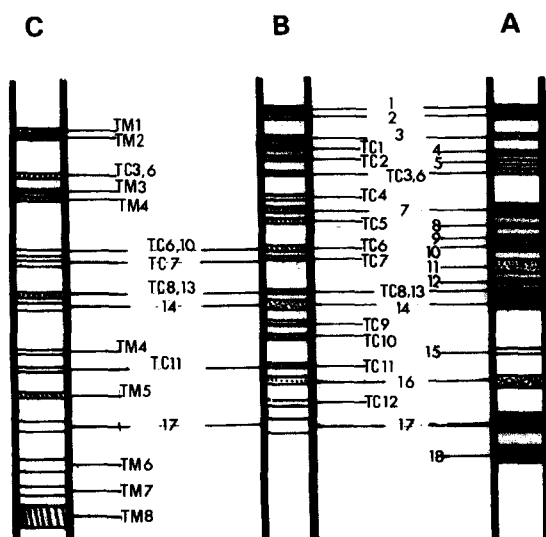 C B A
1
2
TM1
TM2
3
TC1
4
TC2
5
TC3,6
TC3,6
TM3
TM4
TC4
7
TC5
8
9
TC6,10
TC6
10
TC7
TC7
11
12
TC8,13
TC8,13
14
14
TC9
TC10
TM4
15
TC11
TC11
16
TM5
TC12
17
17
18
TM6
TM7
TM8